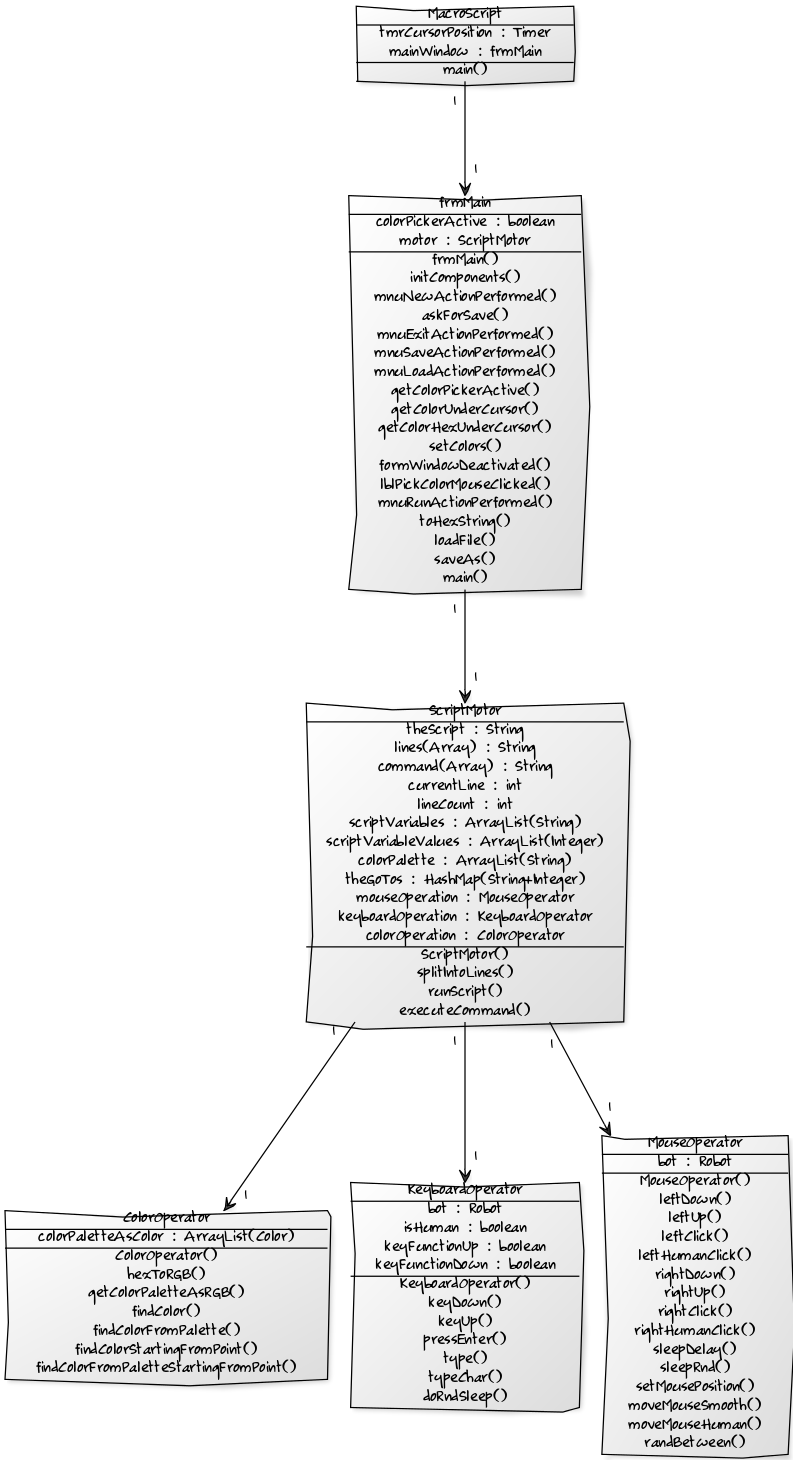 MacroScript
tmrCursorPosition : Timer
mainWindow : frmMain
main()
1
1
frmMain
colorPickerActive : boolean
motor : ScriptMotor
frmMain()
initComponents()
mnuNewActionPerformed()
askForSave()
mnuExitActionPerformed()
mnuSaveActionPerformed()
mnuLoadActionPerformed()
getColorPickerActive()
getColorUnderCursor()
getColorHexUnderCursor()
setColors()
formWindowDeactivated()
lblPickColorMouseClicked()
mnuRunActionPerformed()
toHexString()
loadFile()
saveAs()
main()
1
1
ScriptMotor
theScript : String
lines(Array) : String
command(Array) : String
currentLine : int
lineCount : int
scriptVariables : ArrayList(String)
scriptVariableValues : ArrayList(Integer)
colorPalette : ArrayList(String)
theGoTos : HashMap(String+Integer)
mouseOperation : MouseOperator
keyboardOperation : KeyboardOperator
colorOperation : ColorOperator
ScriptMotor()
splitIntoLines()
runScript()
executeCommand()
1
1
1
1
1
1
ColorOperator
colorPaletteAsColor : ArrayList(Color)
ColorOperator()
hexToRGB()
getColorPaletteAsRGB()
findColor()
findColorFromPalette()
findColorStartingFromPoint()
findColorFromPaletteStartingFromPoint()
KeyboardOperator
bot : Robot
isHuman : boolean
keyFunctionUp : boolean
keyFunctionDown : boolean
KeyboardOperator()
keyDown()
keyUp()
pressEnter()
type()
typeChar()
doRndSleep()
MouseOperator
bot : Robot
MouseOperator()
leftDown()
leftUp()
leftClick()
leftHumanClick()
rightDown()
rightUp()
rightClick()
rightHumanClick()
sleepDelay()
sleepRnd()
setMousePosition()
moveMouseSmooth()
moveMouseHuman()
randBetween()